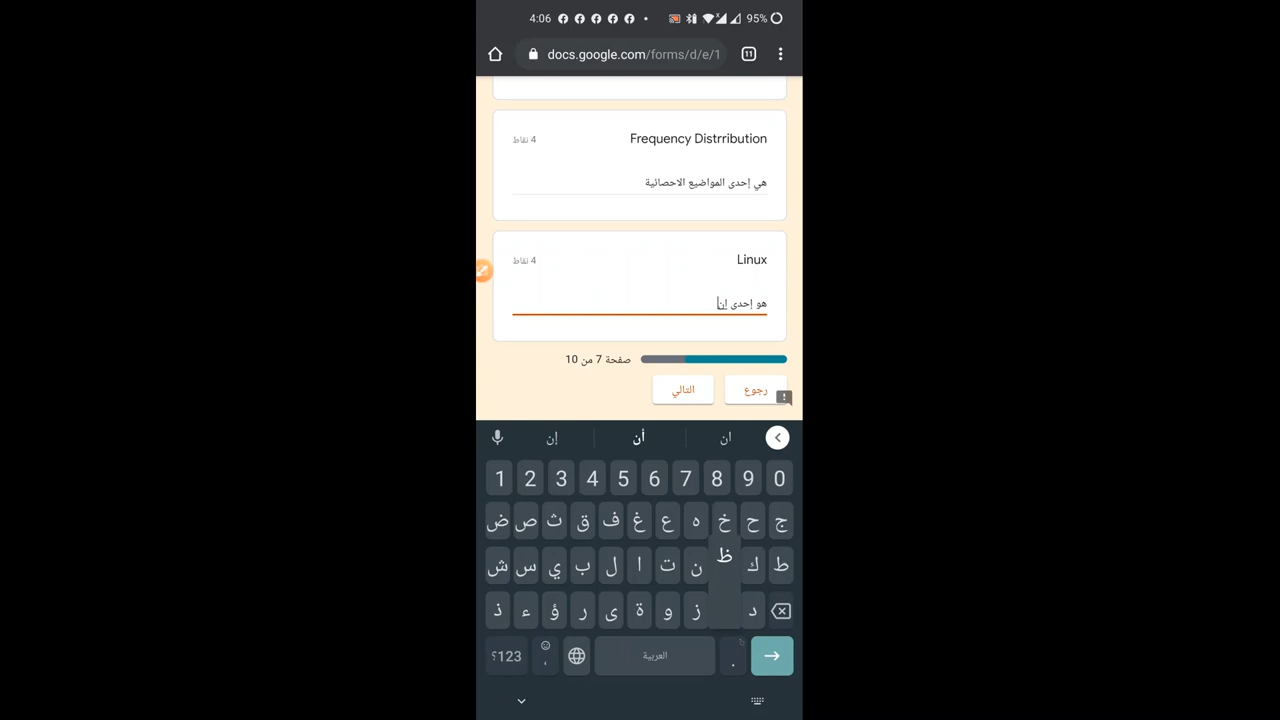 4:06
95%
docs.google.com/forms/d/e/1
11
Frequency Distrribution
4 نقاط
هي إحدى المواضيع الاحصائية
Linux
4 نقاط
هو إحدى ان
صفحة 7 من 10
رجوع
التالي
ان
أن
إن
1 2 3 4 5 6 7 8 9 0
ض ص ث ق ف غ ع ه خ ح ج
ش س ي ب ل ا ت ن ظ ك ط
ذ ء ؤ ر ى ة و ز د
؟123
،
العربية
.